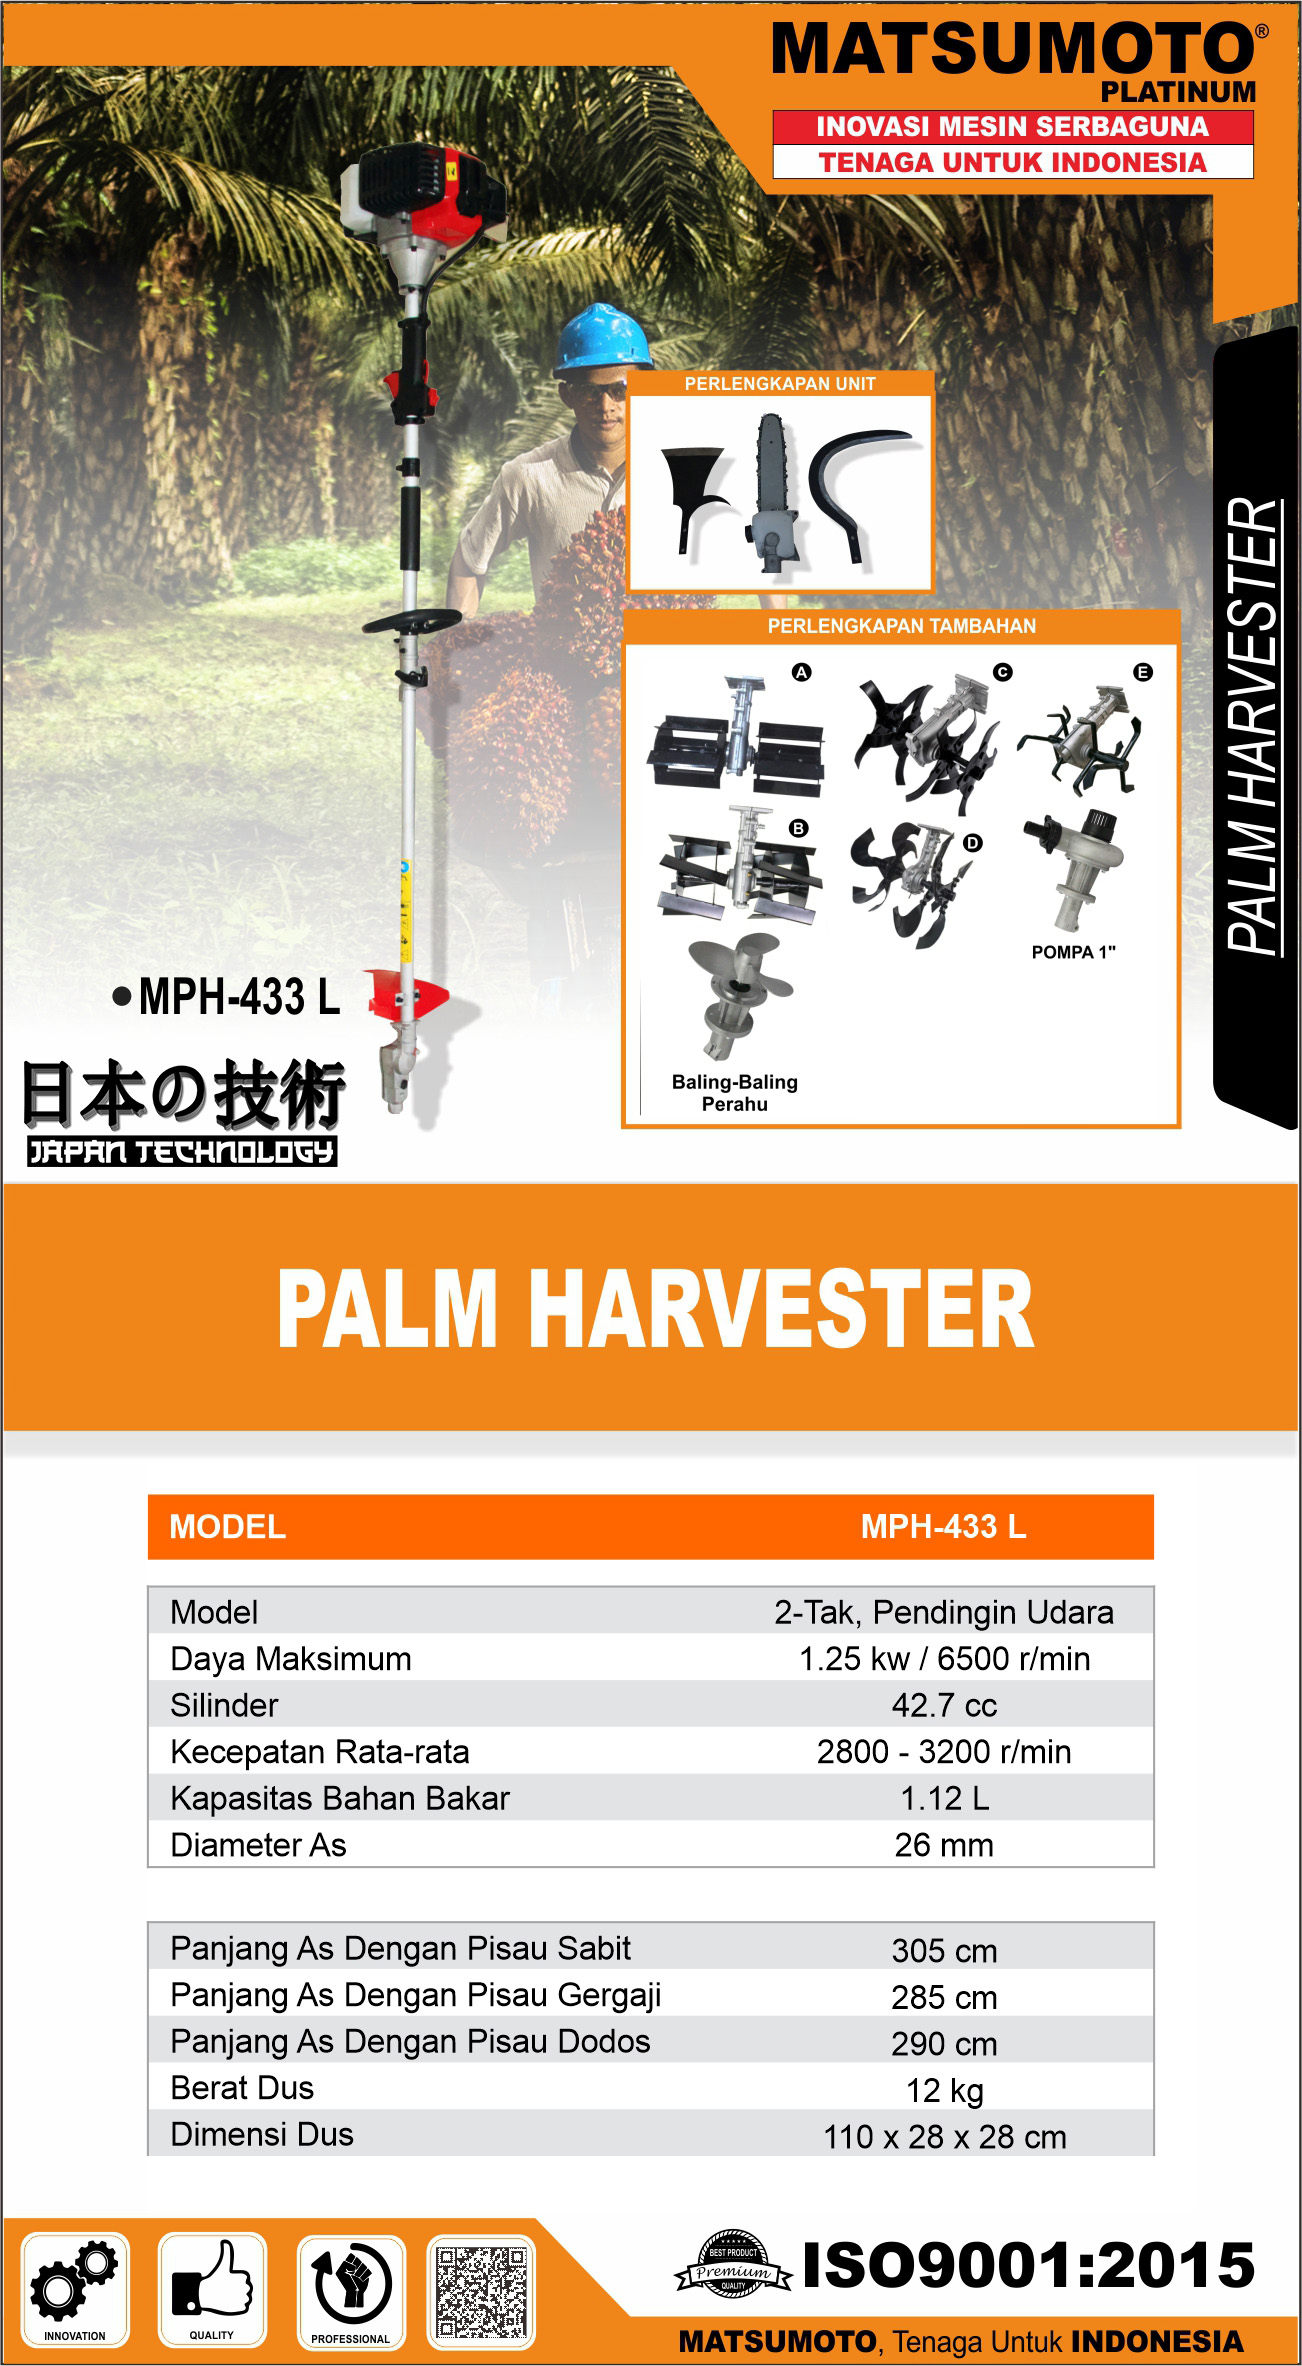 MATSUMOTO®
PLATINUM
INOVASI MESIN SERBAGUNA
TENAGA UNTUK INDONESIA
PERLENGKAPAN UNIT
PERLENGKAPAN TAMBAHAN
A
C
E
B
D
POMPA 1"
Baling-Baling
Perahu
PALM HARVESTER
•MPH-433 L
日本の技術
JAPAN TECHNOLOGY
PALM HARVESTER
MODEL MPH-433 L
Model 2-Tak, Pendingin Udara
Daya Maksimum 1.25 kw / 6500 r/min
Silinder 42.7 cc
Kecepatan Rata-rata 2800 - 3200 r/min
Kapasitas Bahan Bakar 1.12 L
Diameter As 26 mm
Panjang As Dengan Pisau Sabit 305 cm
Panjang As Dengan Pisau Gergaji 285 cm
Panjang As Dengan Pisau Dodos 290 cm
Berat Dus 12 kg
Dimensi Dus 110 x 28 x 28 cm
INNOVATION
QUALITY
PROFESSIONAL
BEST PRODUCT
Premium
QUALITY
ISO9001:2015
MATSUMOTO, Tenaga Untuk INDONESIA